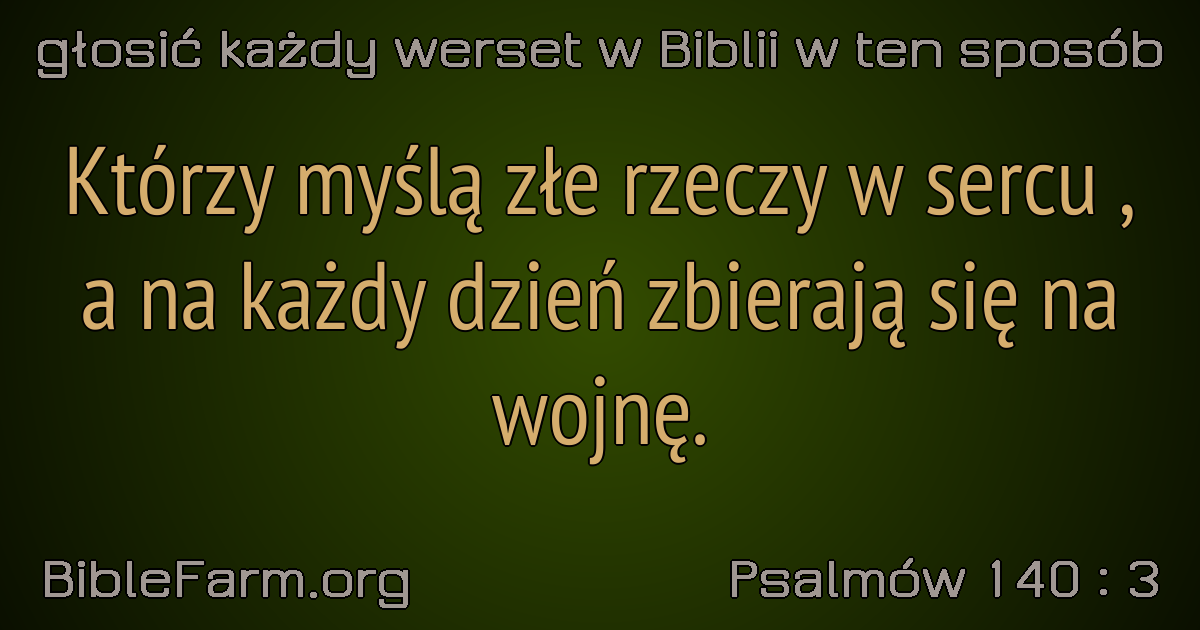 głosić każdy werset w Biblii w ten sposób
Którzy myślą złe rzeczy w sercu ,
a na każdy dzień zbierają się na
wojnę.
BibleFarm.org
Psalmów 140 : 3